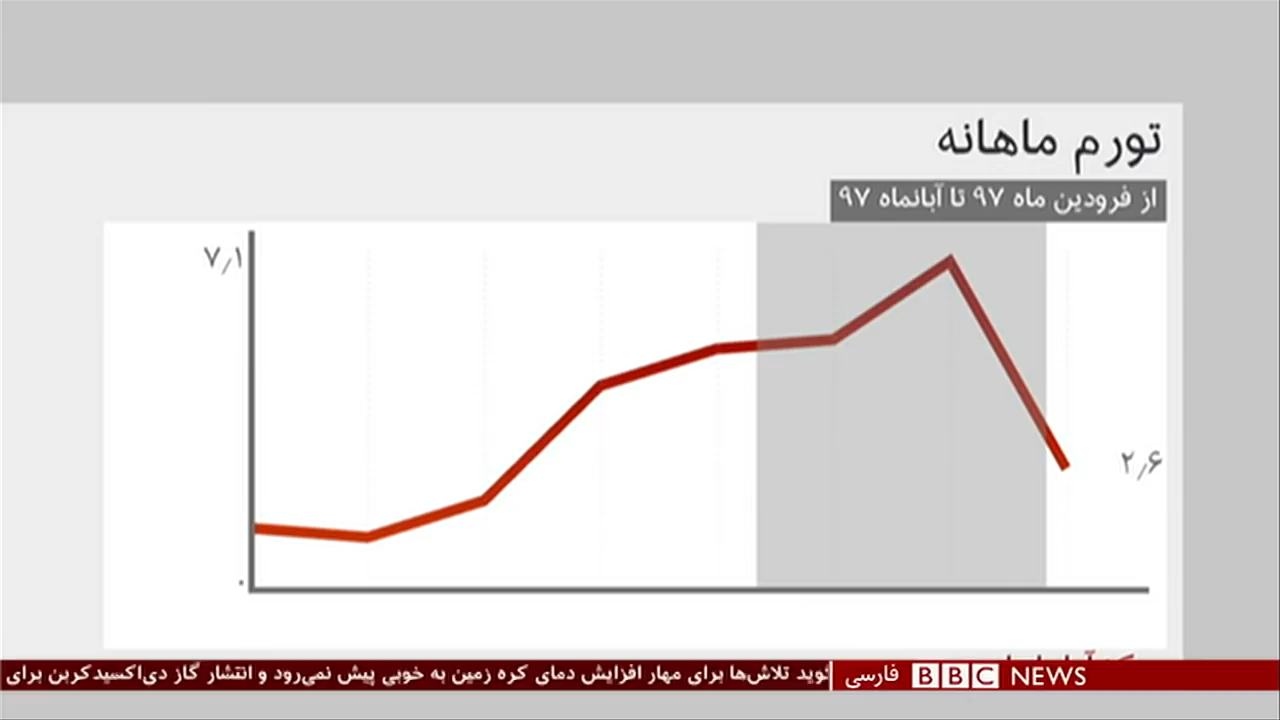 تورم ماهانه
از فرودین ماه ۹۷ تا آبانماه ۹۷
۷٫۱
۲٫۶
۰
تلاش‌ها برای مهار افزایش دمای کره زمین به خوبی پیش نمی‌رود و انتشار گاز دی‌اکسیدکربن برای
BBC NEWS فارسی